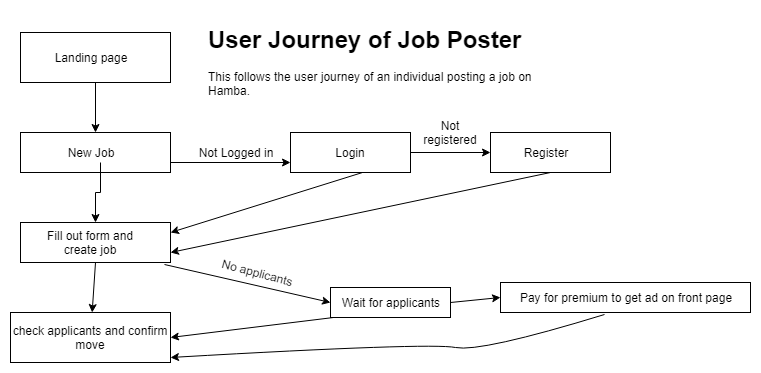 User Journey of Job Poster
This follows the user journey of an individual posting a job on
Hamba.
Landing page
New Job
Not Logged in
Login
Not
registered
Register
Fill out form and
create job
No applicants
Wait for applicants
Pay for premium to get ad on front page
check applicants and confirm
move